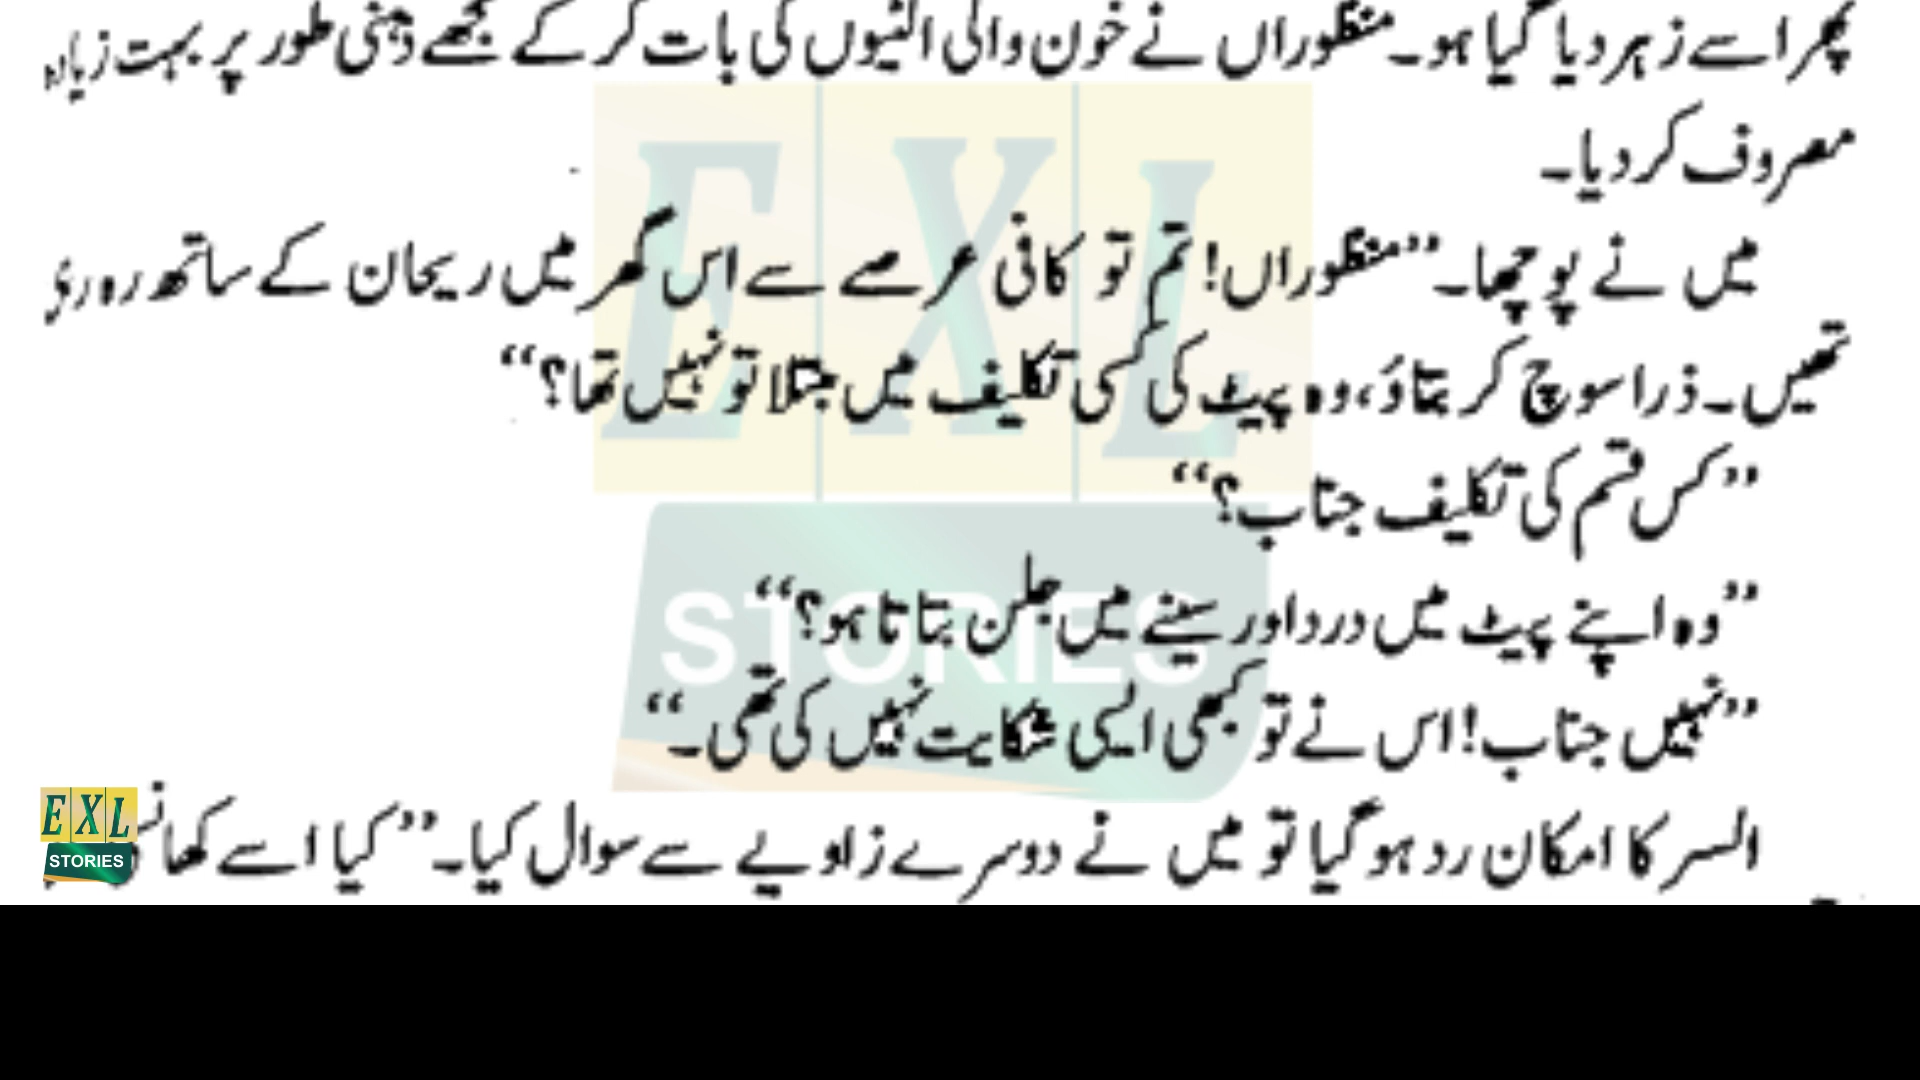 پھر اسے زہر دیا گیا ہو۔ منظوراں نے خون والی الٹیوں کی بات کر کے مجھے ذہنی طور پر بہت زیادہ
مصروف کر دیا۔
میں نے پوچھا۔ ”منظوراں! تم تو کافی عرصے سے اس گھر میں ریحان کے ساتھ رہ رہی
تھیں۔ ذرا سوچ کر بتاؤ، وہ پیٹ کی کسی تکلیف میں مبتلا تو نہیں تھا؟“
”کس قسم کی تکلیف جناب؟“
”وہ اپنے پیٹ میں درد اور سینے میں جلن بتاتا ہو؟“
”نہیں جناب! اس نے تو کبھی ایسی شکایت نہیں کی تھی۔“
السر کا امکان رد ہو گیا تو میں نے دوسرے زاویے سے سوال کیا۔ ”کیا اسے
EXL
STORIES
EXL
STORIES